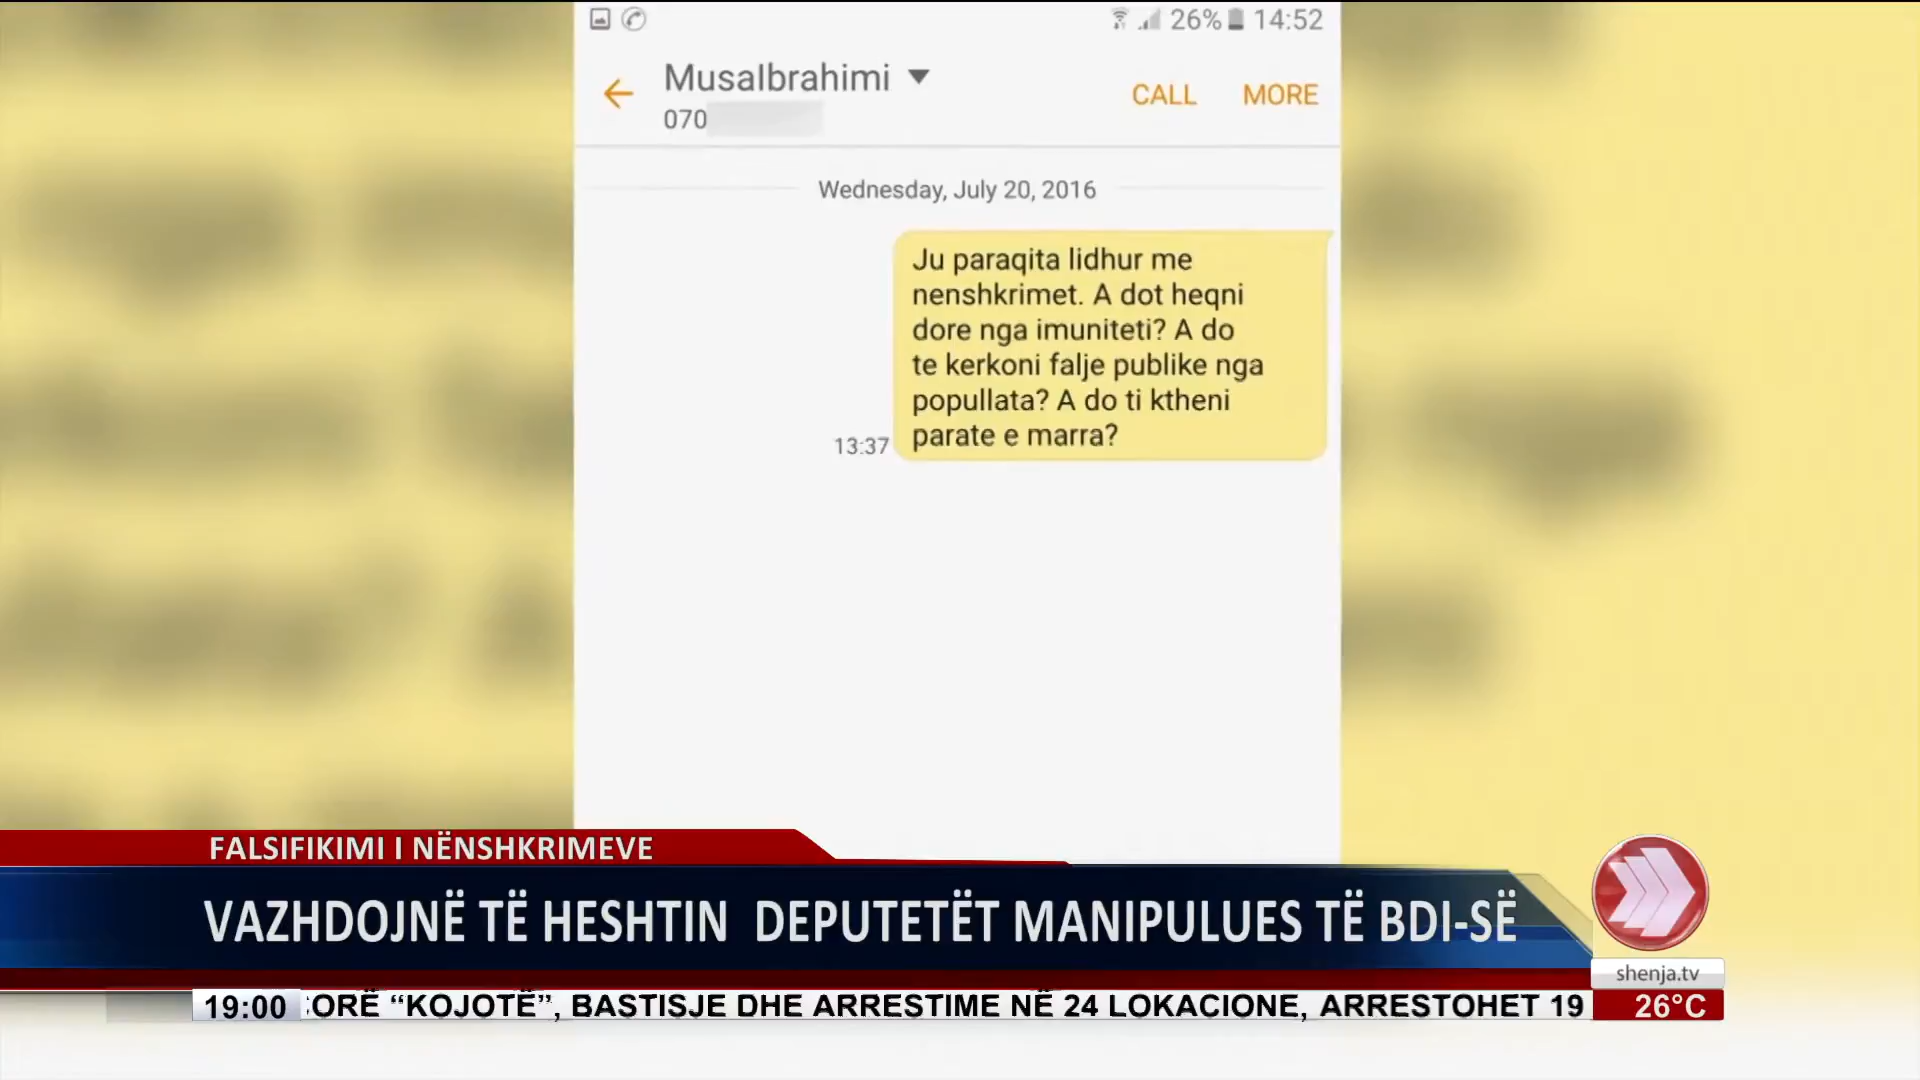 26% 14:52
MusaIbrahimi
070
CALL MORE
Wednesday, July 20, 2016
Ju paraqita lidhur me
nenshkrimet. A dot heqni
dore nga imuniteti? A do
te kerkoni falje publike nga
popullata? A do ti ktheni
parate e marra?
13:37
FALSIFIKIMI I NËNSHKRIMEVE
VAZHDOJNË TË HESHTIN DEPUTETËT MANIPULUES TË BDI-SË
shenja.tv
19:00 ORË “KOJOTË”, BASTISJE DHE ARRESTIME NË 24 LOKACIONE, ARRESTOHET 19
26°C